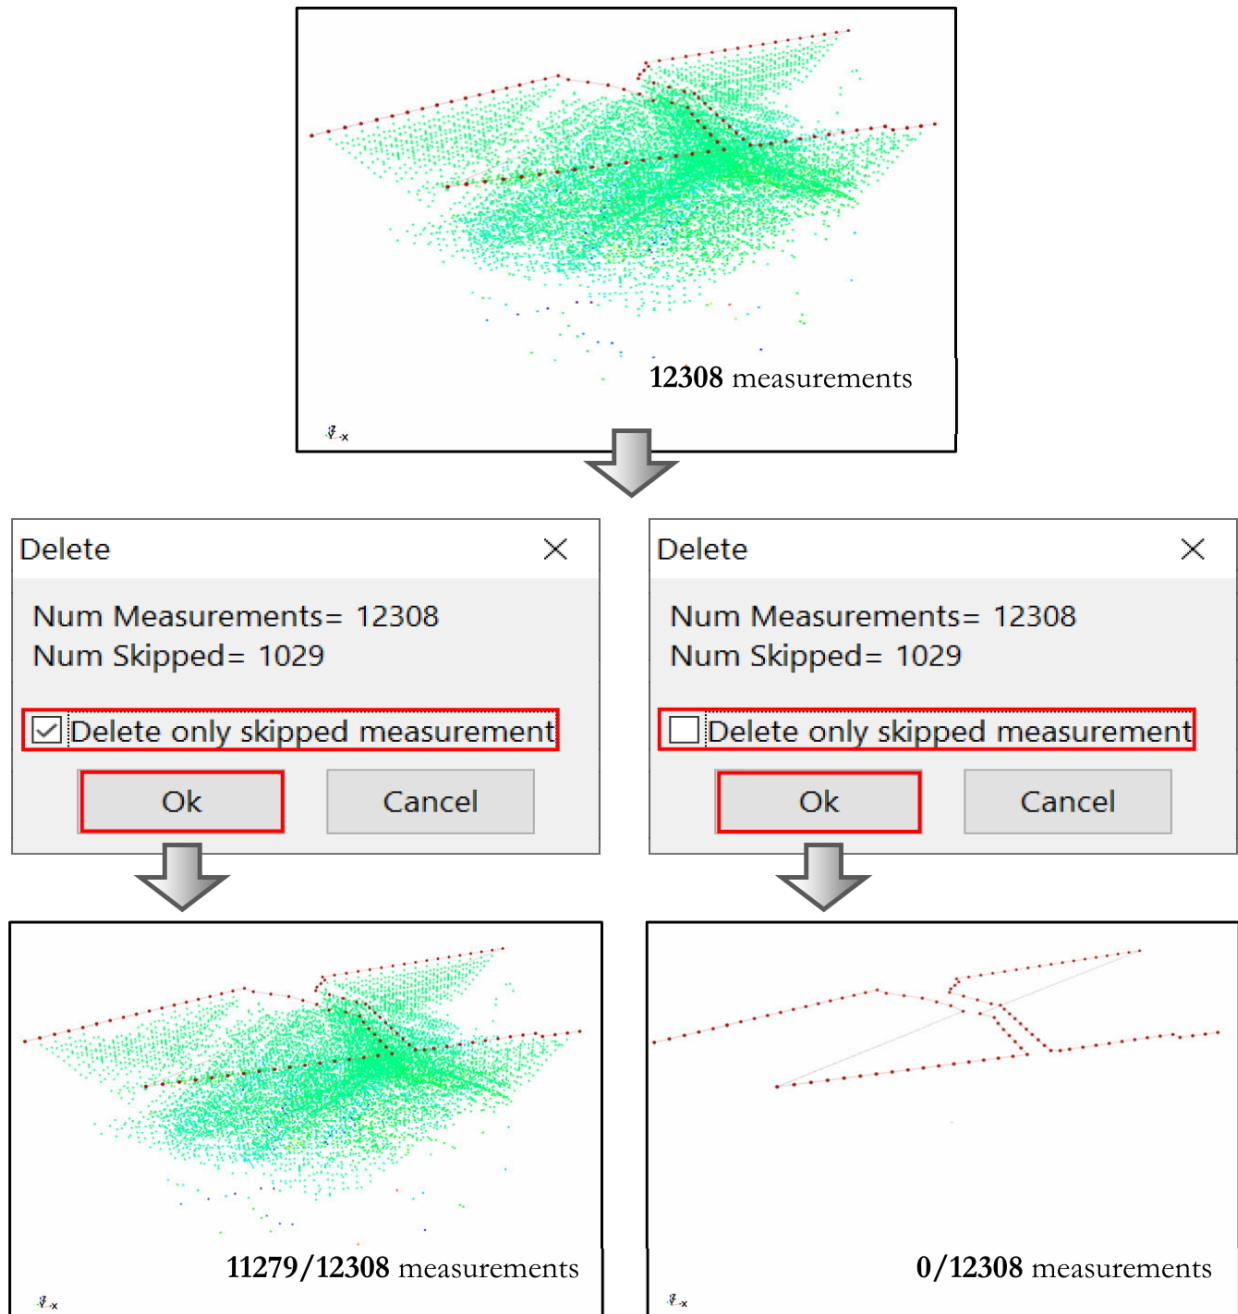 12308 measurements
Z
Y X
Delete
Num Measurements= 12308
Num Skipped= 1029
Delete only skipped measurement
Ok Cancel
Delete
Num Measurements= 12308
Num Skipped= 1029
Delete only skipped measurement
Ok Cancel
11279/12308 measurements
Z
Y X
0/12308 measurements
Z
Y X